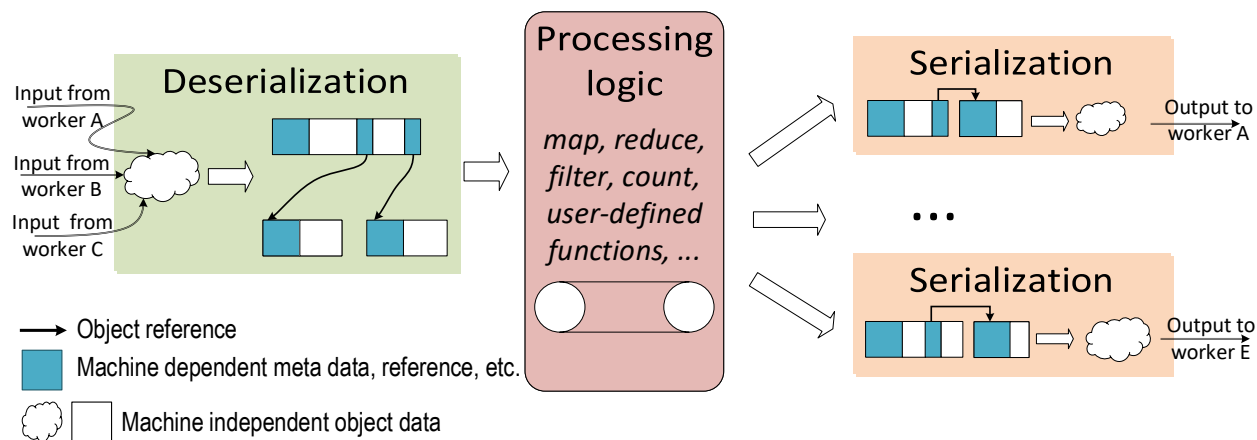 Deserialization
Input from
worker A
Input from
worker B
Input from
worker C
Processing
logic
map, reduce,
filter, count,
user-defined
functions, ...
Serialization
Output to
worker A
...
Serialization
Output to
worker E
Object reference
Machine dependent meta data, reference, etc.
Machine independent object data